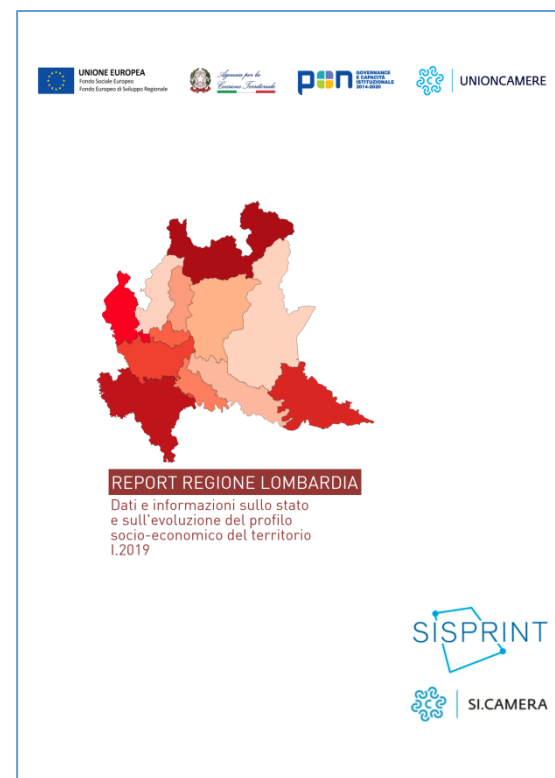 UNIONE EUROPEA
Fondo Sociale Europeo
Fondo Europeo di Sviluppo Regionale
Agenzia per la
Coesione Territoriale
pon GOVERNANCE
E CAPACITÀ
ISTITUZIONALE
2014-2020
UNIONCAMERE
REPORT REGIONE LOMBARDIA
Dati e informazioni sullo stato
e sull'evoluzione del profilo
socio-economico del territorio
I.2019
SISPRINT
SI.CAMERA